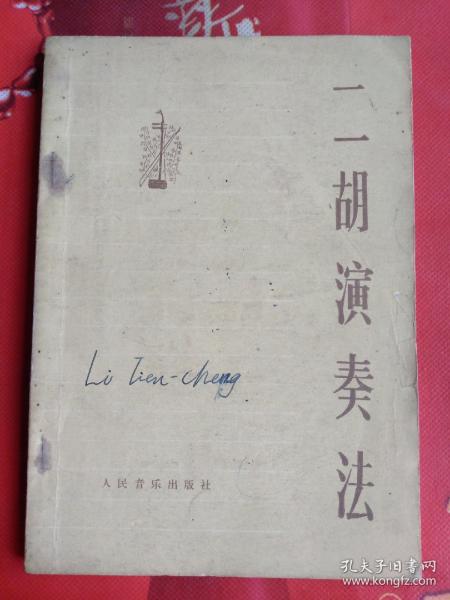 二胡演奏法
Li Tien-cheng
人民音乐出版社
孔夫子旧书网
www.kongfz.com